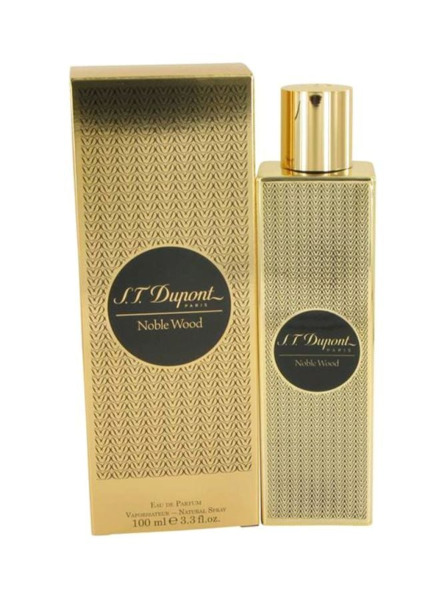 S.T. Dupont
PARIS
Noble Wood
EAU DE PARFUM
VAPORISATEUR – NATURAL SPRAY
100 ml ℮ 3.3 fl.oz.
S.T. Dupont
PARIS
Noble Wood